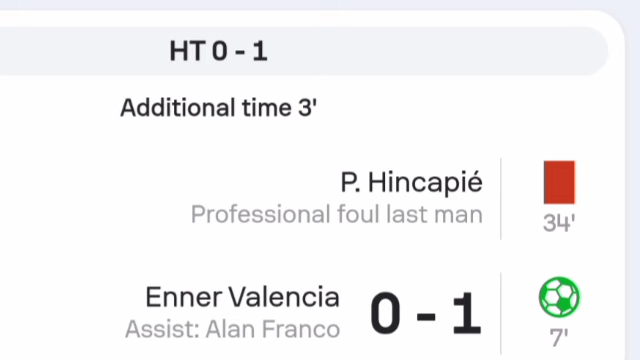 HT 0 - 1
Additional time 3'
P. Hincapié
Professional foul last man
34'
Enner Valencia
Assist: Alan Franco
0 - 1
7'